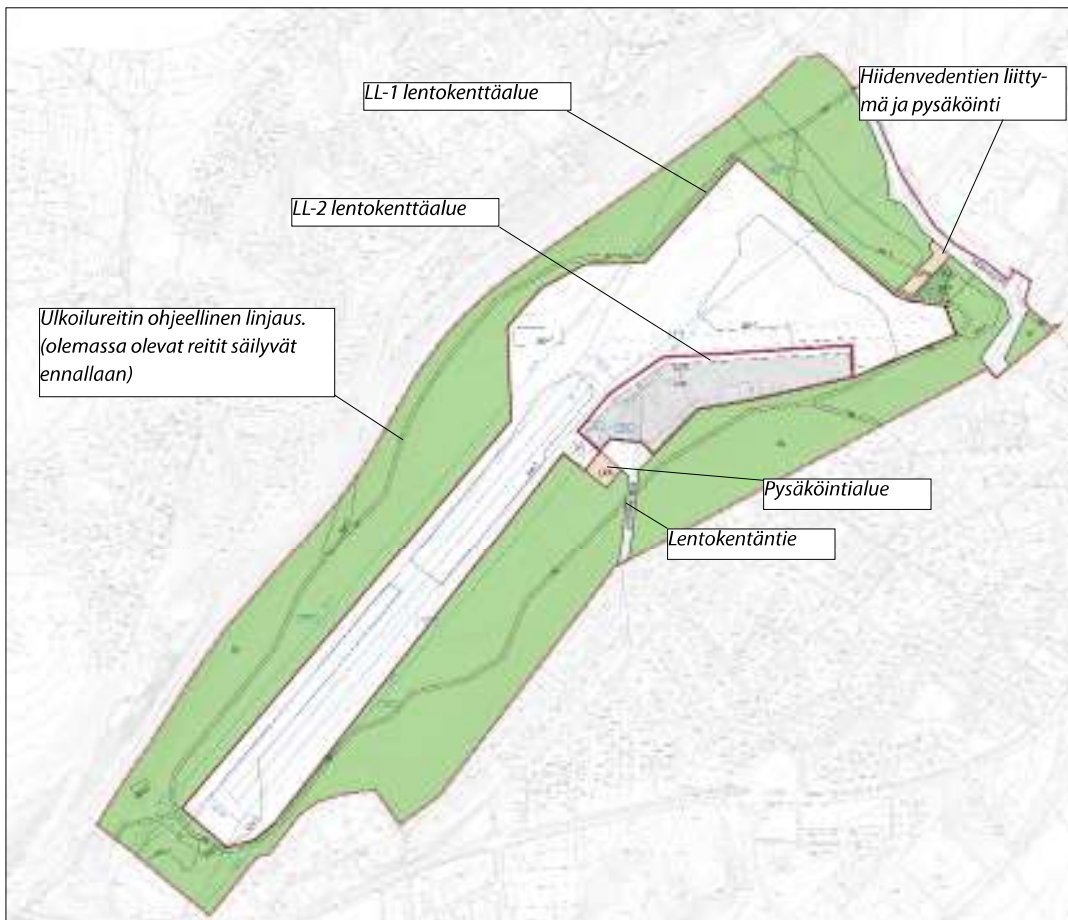 LL-1 lentokenttäalue
Hiidenvedentien liitty-
mä ja pysäköinti
LL-2 lentokenttäalue
Ulkoilureitin ohjeellinen linjaus.
(olemassa olevat reitit säilyvät
ennallaan)
Pysäköintialue
Lentokentäntie